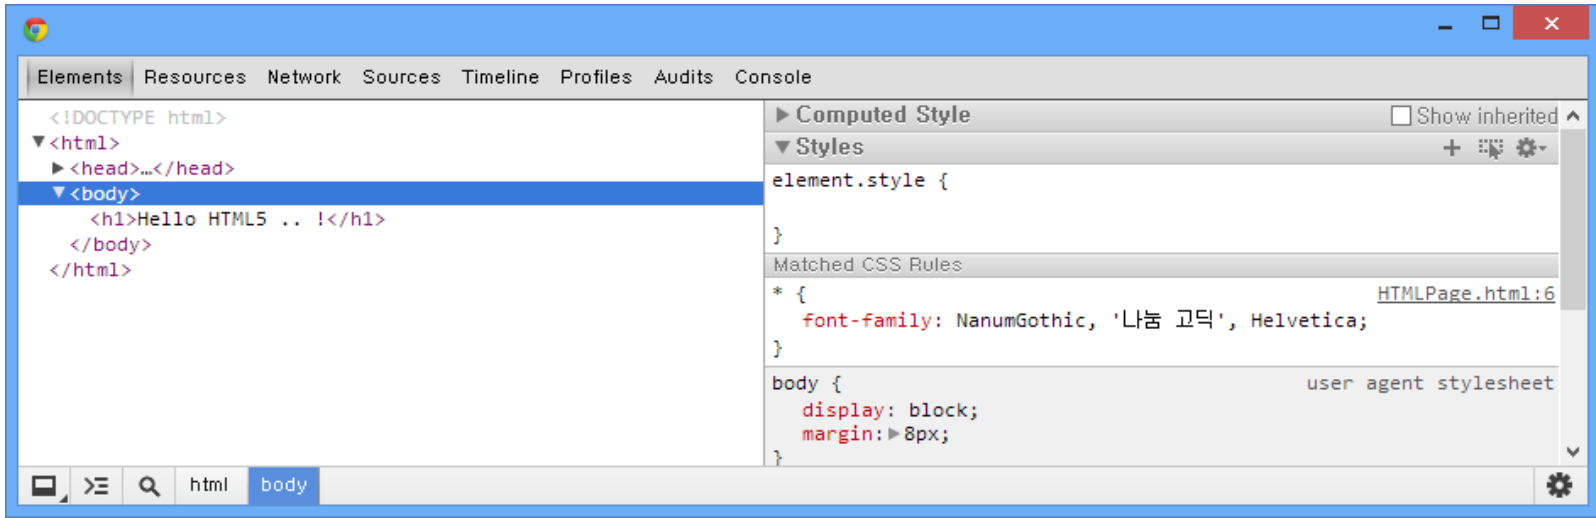 Elements Resources Network Sources Timeline Profiles Audits Console
<!DOCTYPE html>
<html>
<head>…</head>
<body>
<h1>Hello HTML5 .. !</h1>
</body>
</html>
Computed Style Show inherited
Styles
element.style {
}
Matched CSS Rules
* { HTMLPage.html:6
font-family: NanumGothic, '나눔 고딕', Helvetica;
}
body { user agent stylesheet
display: block;
margin: 8px;
}
html body